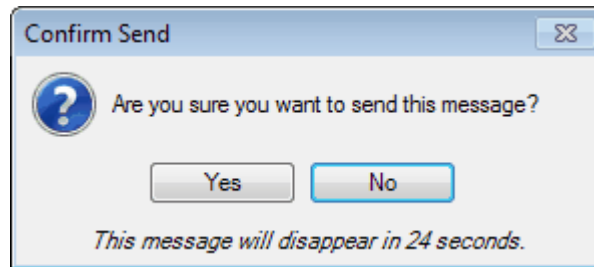 Confirm Send
Are you sure you want to send this message?
Yes
No
This message will disappear in 24 seconds.